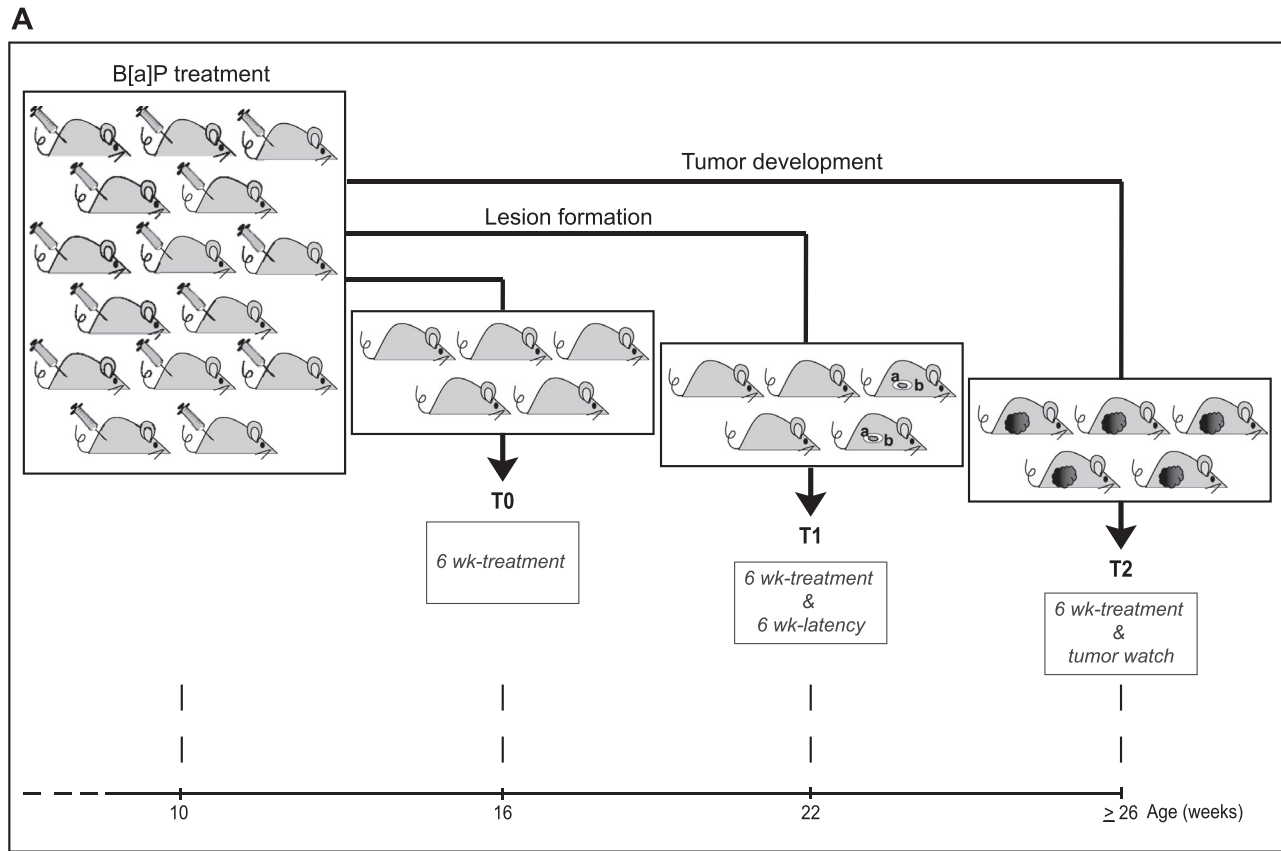 A
B[a]P treatment
Tumor development
Lesion formation
a b
a b
T0
T1
T2
6 wk-treatment
6 wk-treatment
&
6 wk-latency
6 wk-treatment
&
tumor watch
10
16
22
≥ 26 Age (weeks)